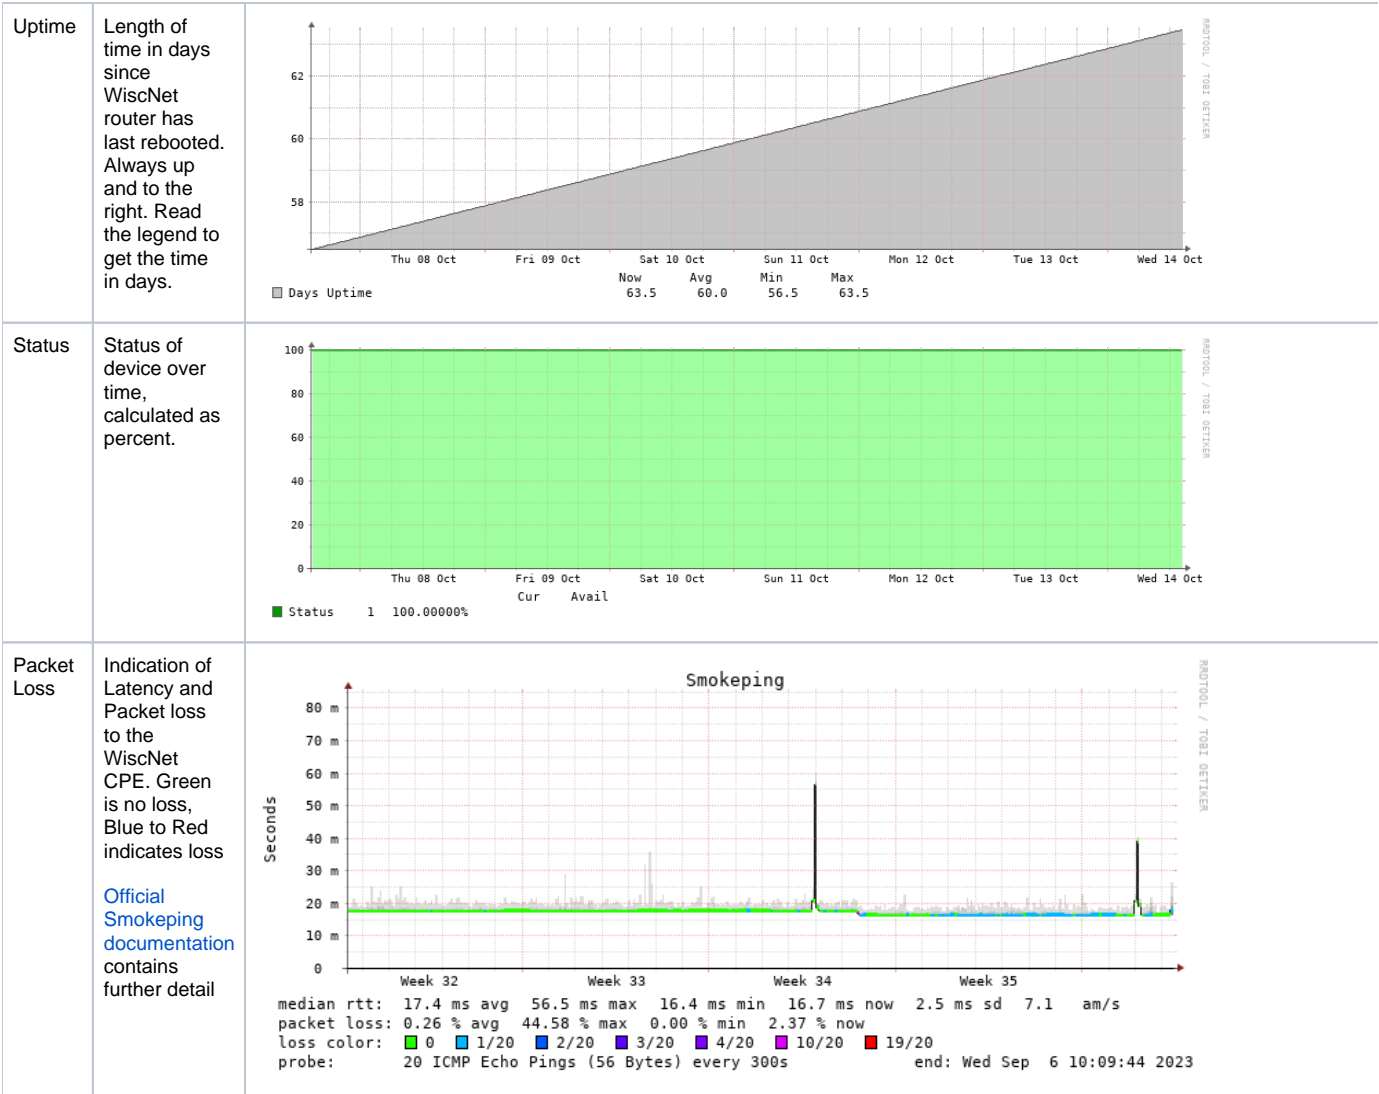 Uptime
Length of
time in days
since
WiscNet
router has
last rebooted.
Always up
and to the
right. Read
the legend to
get the time
in days.
62
60
58
Thu 08 Oct Fri 09 Oct Sat 10 Oct Sun 11 Oct Mon 12 Oct Tue 13 Oct Wed 14 Oct
Now Avg Min Max
Days Uptime 63.5 60.0 56.5 63.5
RRDTOOL / TOBI OETIKER
Status
Status of
device over
time,
calculated as
percent.
100
80
60
40
20
0
Thu 08 Oct Fri 09 Oct Sat 10 Oct Sun 11 Oct Mon 12 Oct Tue 13 Oct Wed 14 Oct
Cur Avail
Status 1 100.00000%
RRDTOOL / TOBI OETIKER
Packet
Loss
Indication of
Latency and
Packet loss
to the
WiscNet
CPE. Green
is no loss,
Blue to Red
indicates loss
Official
Smokeping
documentation
contains
further detail
Smokeping
Seconds
80 m
70 m
60 m
50 m
40 m
30 m
20 m
10 m
0
Week 32 Week 33 Week 34 Week 35
median rtt: 17.4 ms avg 56.5 ms max 16.4 ms min 16.7 ms now 2.5 ms sd 7.1 am/s
packet loss: 0.26 % avg 44.58 % max 0.00 % min 2.37 % now
loss color: 0 1/20 2/20 3/20 4/20 10/20 19/20
probe: 20 ICMP Echo Pings (56 Bytes) every 300s end: Wed Sep 6 10:09:44 2023
RRDTOOL / TOBI OETIKER